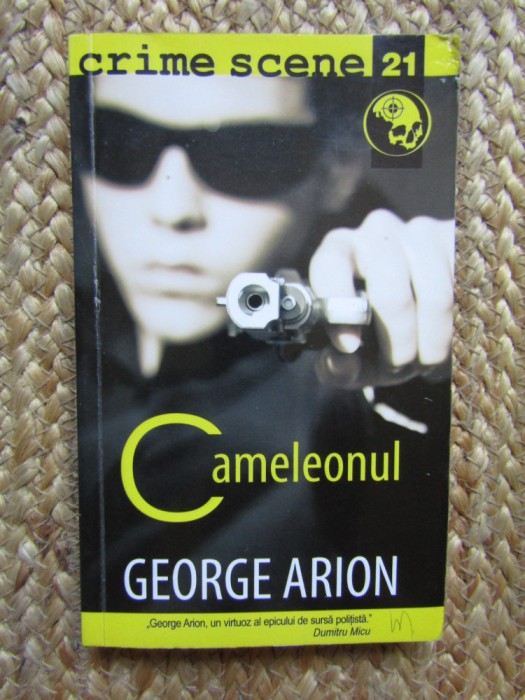 crime scene 21
Cameleonul
GEORGE ARION
„George Arion, un virtuoz al epicului de sursă polițistă.”
Dumitru Micu